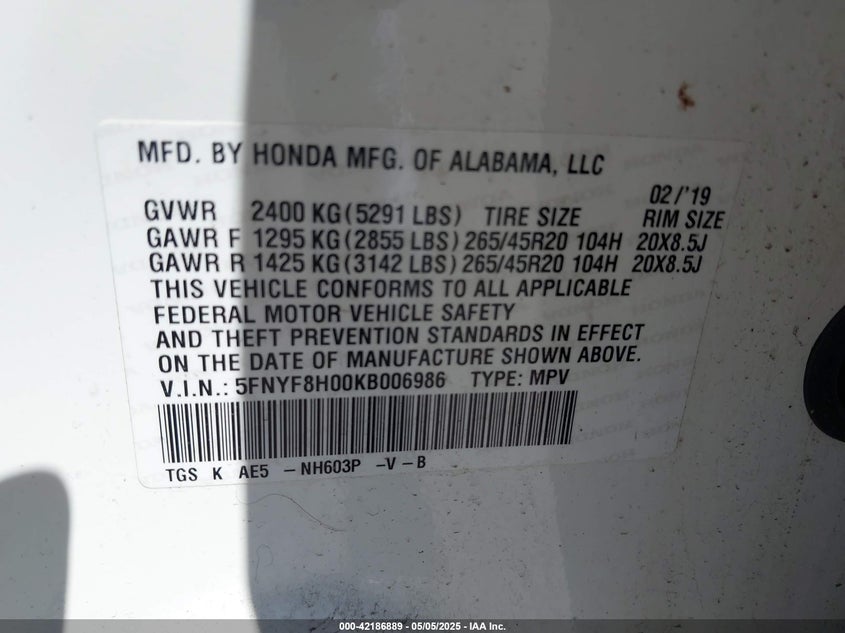 MFD. BY HONDA MFG. OF ALABAMA, LLC
02/'19
GVWR 2400 KG(5291 LBS) TIRE SIZE RIM SIZE
GAWR F 1295 KG(2855 LBS) 265/45R20 104H 20X8.5J
GAWR R 1425 KG(3142 LBS) 265/45R20 104H 20X8.5J
THIS VEHICLE CONFORMS TO ALL APPLICABLE
FEDERAL MOTOR VEHICLE SAFETY
AND THEFT PREVENTION STANDARDS IN EFFECT
ON THE DATE OF MANUFACTURE SHOWN ABOVE.
V.I.N.: 5FNYF8H00KB006986 TYPE: MPV
TGS K AE5 -NH603P -V-B
000-42186889 - 05/05/2025 - IAA Inc.